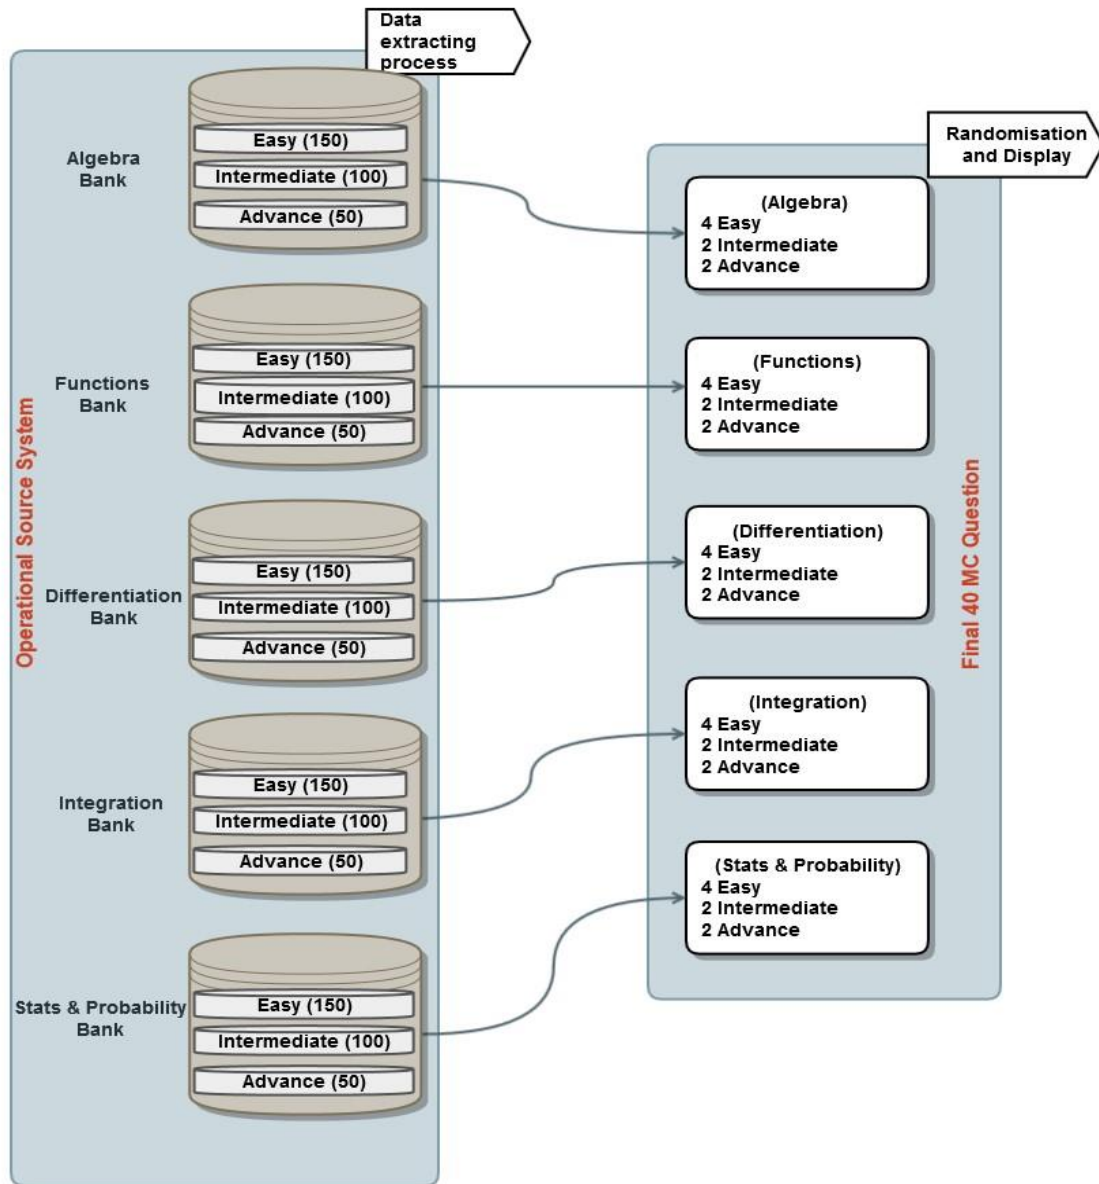 Data
extracting
process
Operational Source System
Algebra
Bank
Easy (150)
Intermediate (100)
Advance (50)
Functions
Bank
Easy (150)
Intermediate (100)
Advance (50)
Differentiation
Bank
Easy (150)
Intermediate (100)
Advance (50)
Integration
Bank
Easy (150)
Intermediate (100)
Advance (50)
Stats & Probability
Bank
Easy (150)
Intermediate (100)
Advance (50)
Randomisation
and Display
(Algebra)
4 Easy
2 Intermediate
2 Advance
(Functions)
4 Easy
2 Intermediate
2 Advance
(Differentiation)
4 Easy
2 Intermediate
2 Advance
(Integration)
4 Easy
2 Intermediate
2 Advance
(Stats & Probability)
4 Easy
2 Intermediate
2 Advance
Final 40 MC Question